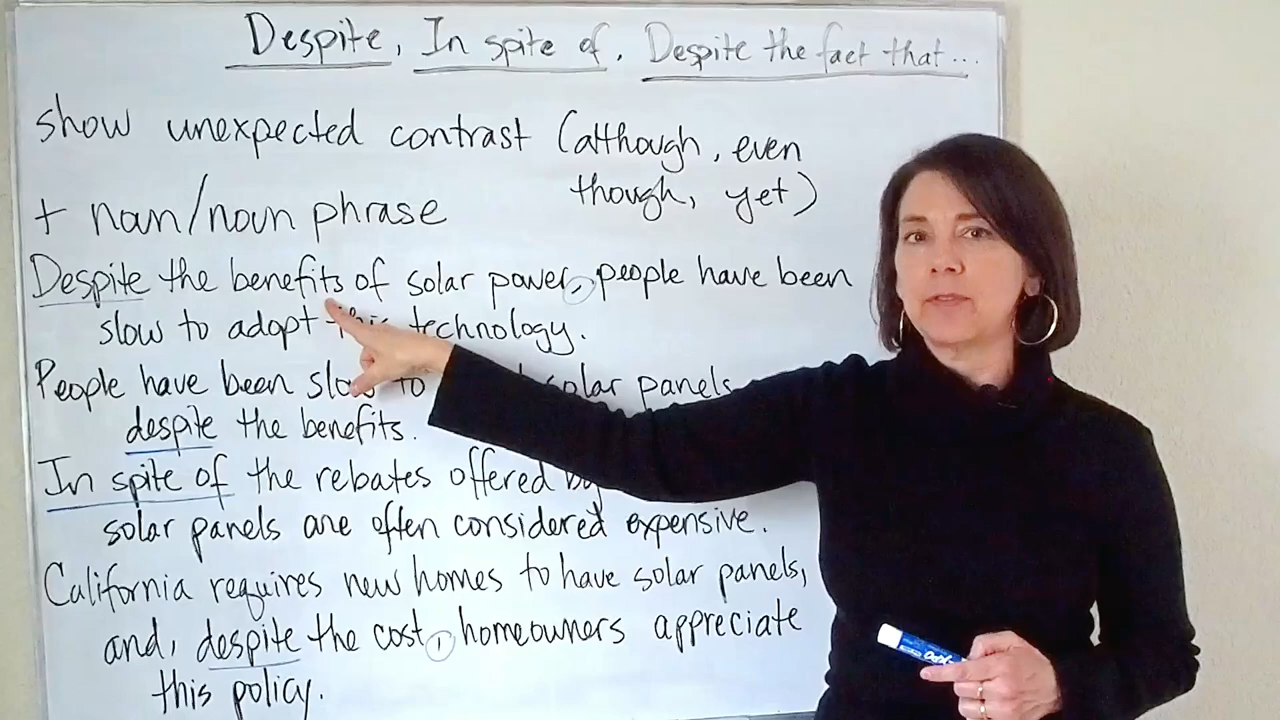 Despite, In spite of, Despite the fact that...
show unexpected contrast (although, even
though, yet)
+ noun/noun phrase
Despite the benefits of solar power, people have been
slow to adopt this technology.
People have been slow to solar panels
despite the benefits.
In spite of the rebates offered by
solar panels are often considered expensive.
California requires new homes to have solar panels,
and, despite the cost, homeowners appreciate
this policy.